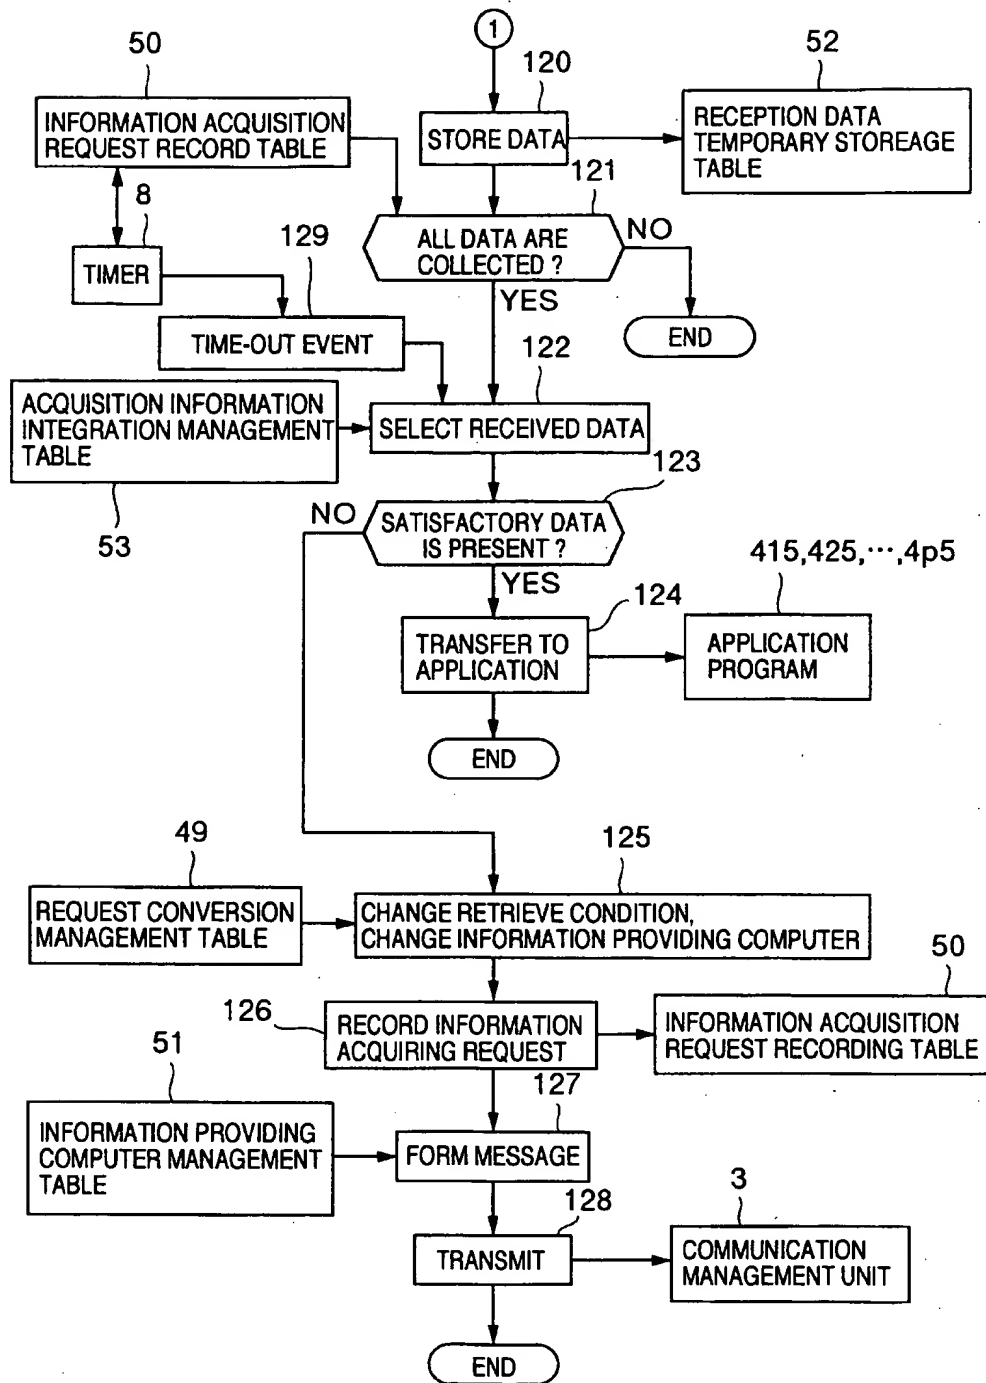 1
50
120
52
INFORMATION ACQUISITION
REQUEST RECORD TABLE
STORE DATA
RECEPTION DATA
TEMPORARY STOREAGE
TABLE
8
121
129
ALL DATA ARE
COLLECTED ?
NO
TIMER
YES
END
TIME-OUT EVENT
122
ACQUISITION INFORMATION
INTEGRATION MANAGEMENT
TABLE
SELECT RECEIVED DATA
123
53
NO
SATISFACTORY DATA
IS PRESENT ?
YES
415,425,···,4p5
124
TRANSFER TO
APPLICATION
APPLICATION
PROGRAM
END
49
125
REQUEST CONVERSION
MANAGEMENT TABLE
CHANGE RETRIEVE CONDITION,
CHANGE INFORMATION PROVIDING COMPUTER
50
126
RECORD INFORMATION
ACQUIRING REQUEST
INFORMATION ACQUISITION
REQUEST RECORDING TABLE
51
127
INFORMATION PROVIDING
COMPUTER MANAGEMENT
TABLE
FORM MESSAGE
128
3
TRANSMIT
COMMUNICATION
MANAGEMENT UNIT
END